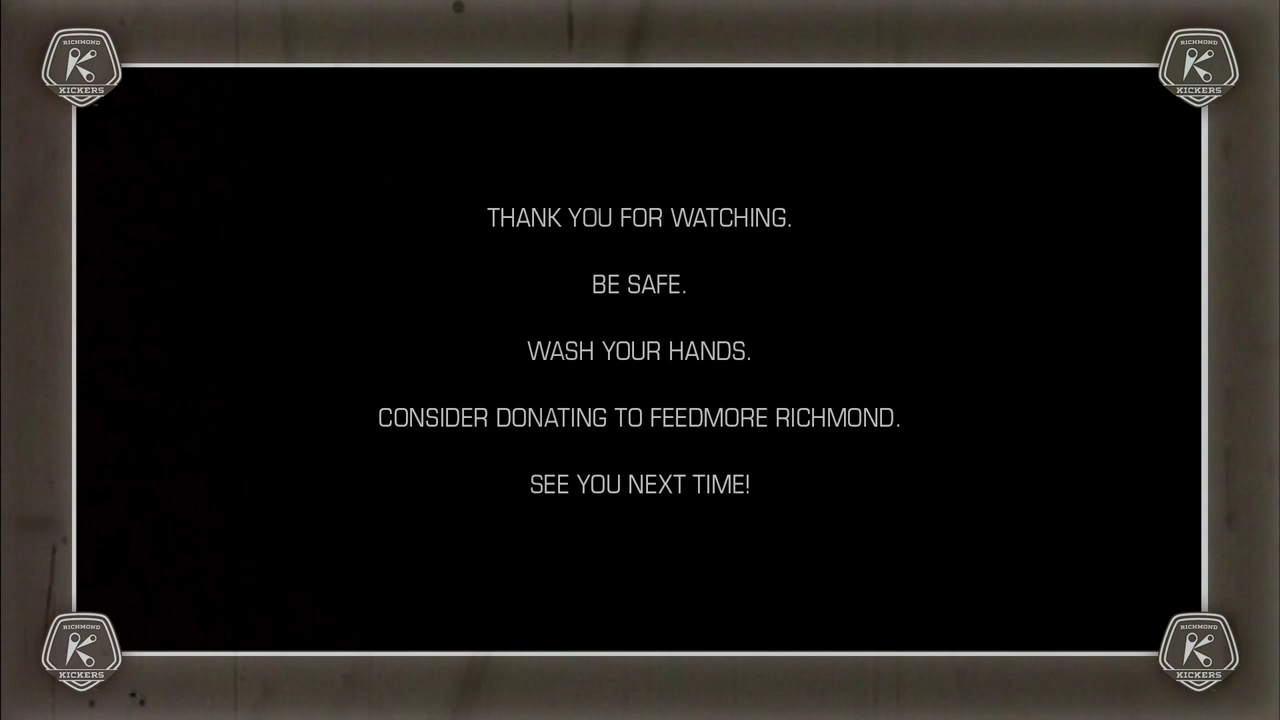 RICHMOND
KICKERS
RICHMOND
KICKERS
THANK YOU FOR WATCHING.
BE SAFE.
WASH YOUR HANDS.
CONSIDER DONATING TO FEEDMORE RICHMOND.
SEE YOU NEXT TIME!
RICHMOND
KICKERS
RICHMOND
KICKERS